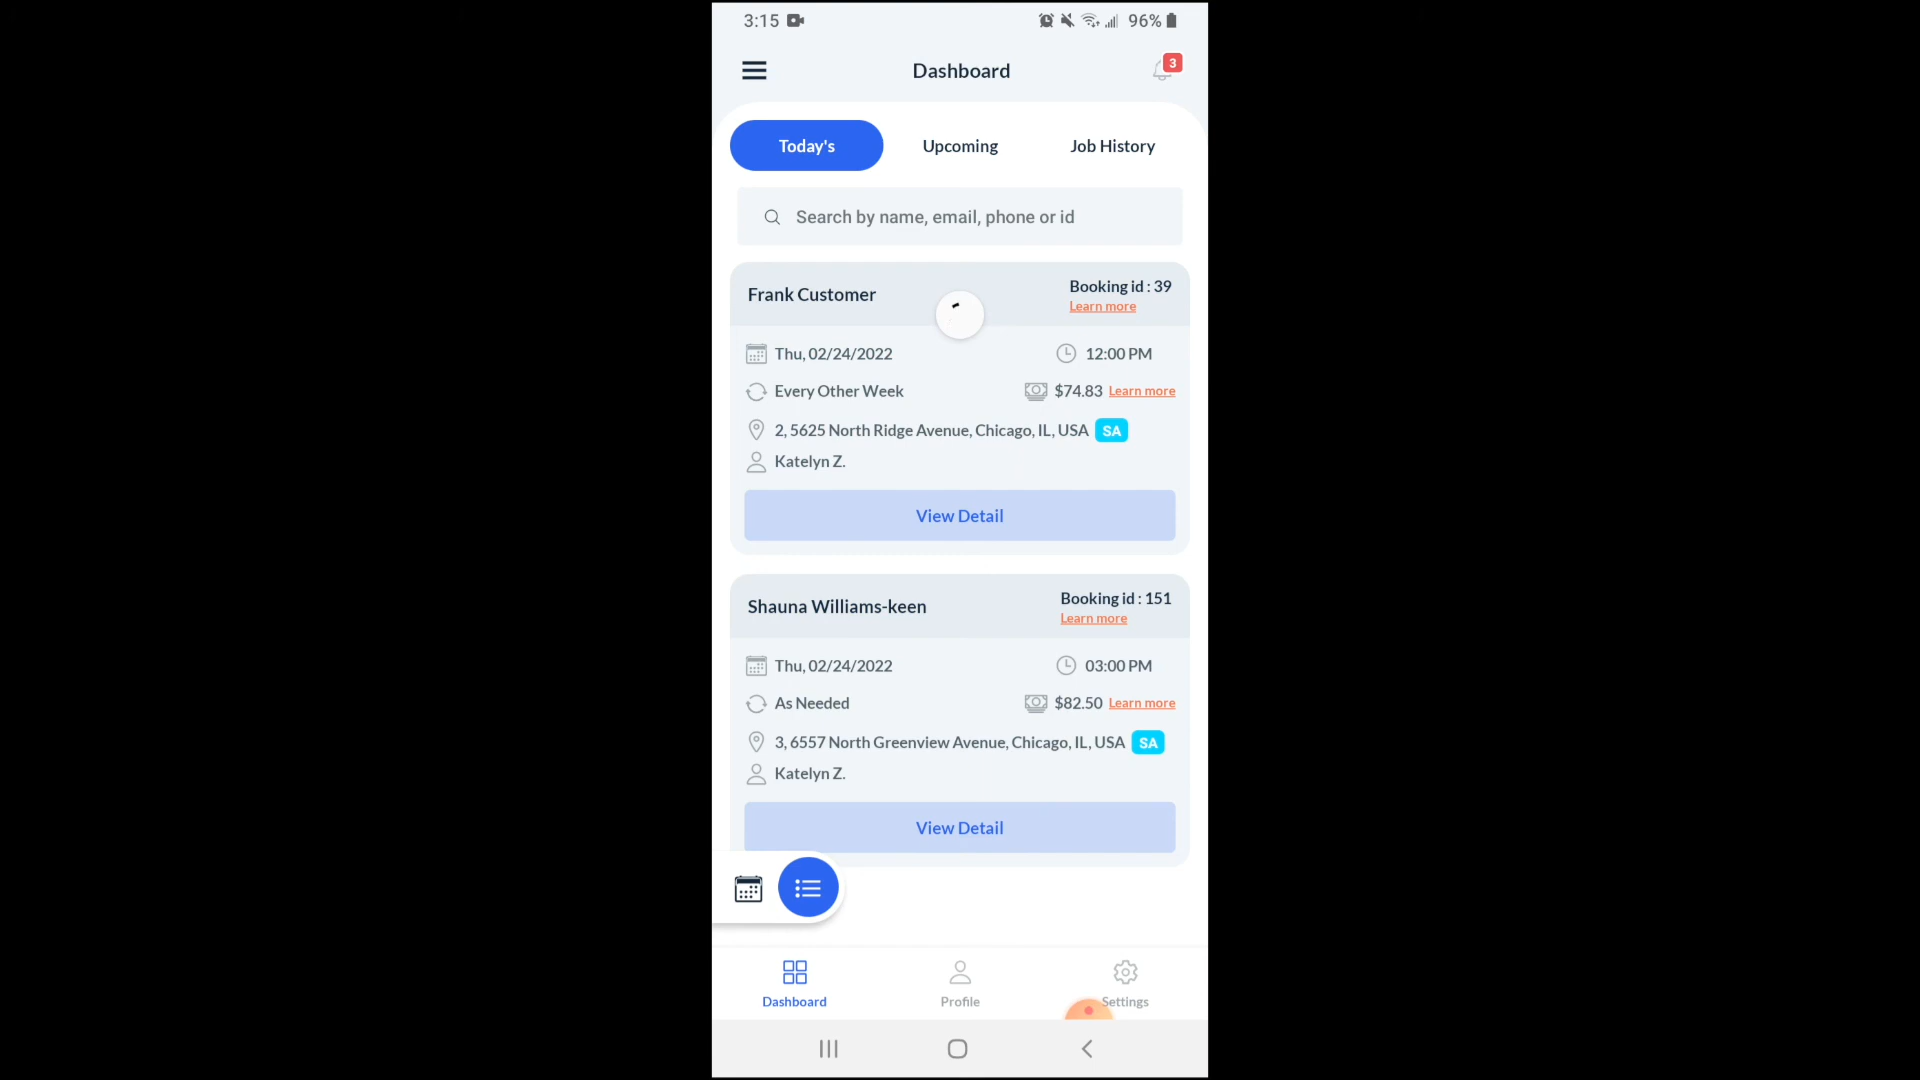 3:15
96%
Dashboard
3
Today's
Upcoming
Job History
Search by name, email, phone or id
Frank Customer
Booking id : 39
Learn more
Thu, 02/24/2022
12:00 PM
Every Other Week
$74.83 Learn more
2, 5625 North Ridge Avenue, Chicago, IL, USA SA
Katelyn Z.
View Detail
Shauna Williams-keen
Booking id : 151
Learn more
Thu, 02/24/2022
03:00 PM
As Needed
$82.50 Learn more
3, 6557 North Greenview Avenue, Chicago, IL, USA SA
Katelyn Z.
View Detail
Dashboard
Profile
Settings